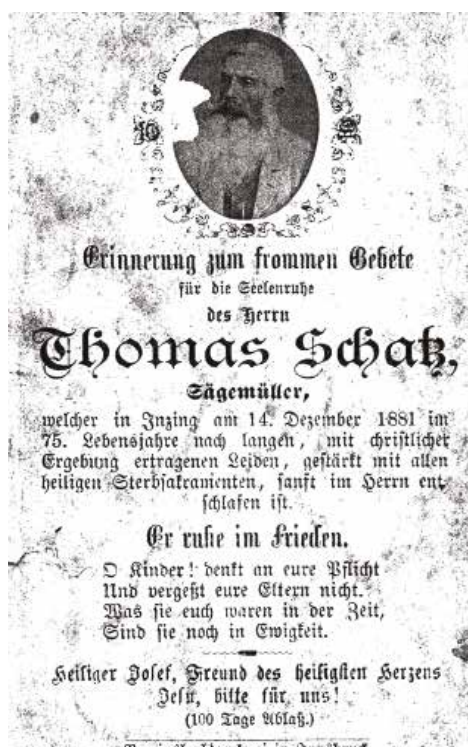 Erinnerung zum frommen Gebete
für die Seelenruhe
des Herrn
Thomas Schatz,
Sägemüller,
welcher in Inzing am 14. Dezember 1881 im
75. Lebensjahre nach langen, mit christlicher
Ergebung ertragenen Leiden, gestärkt mit allen
heiligen Sterbsakramenten, sanft im Herrn ent
schlafen ist.
Er ruhe im Frieden.
O Kinder! denkt an eure Pflicht
Und vergeßt eure Eltern nicht.
Was sie euch waren in der Zeit,
Sind sie noch in Ewigkeit.
Heiliger Josef, Freund des heiligsten Herzens
Jesu, bitte für uns!
(100 Tage Ablaß.)